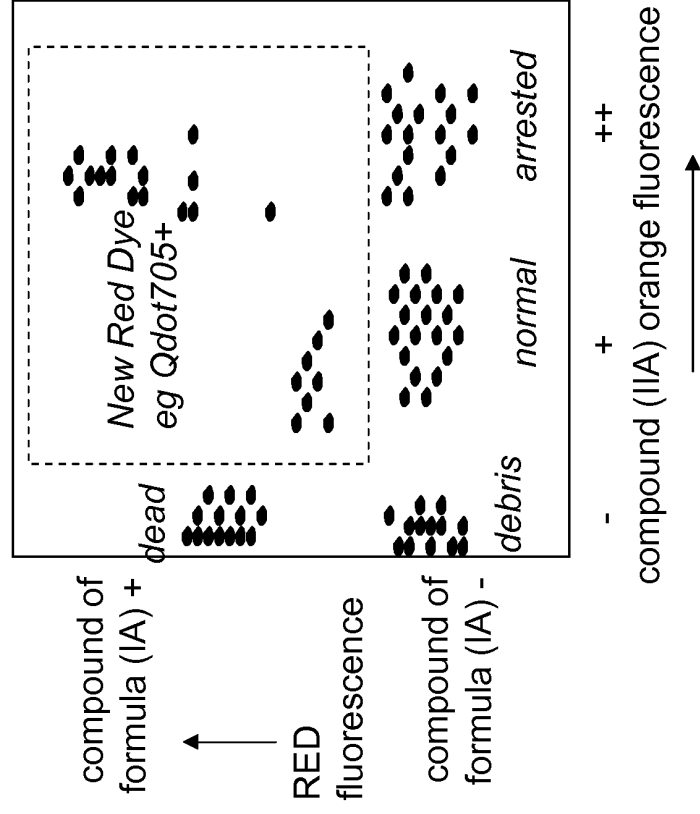 compound of
formula (IA) +
RED
fluorescence
compound of
formula (IA) -
New Red Dye
eg Qdot705+
dead
debris
normal
arrested
- + ++
compound (IIA) orange fluorescence